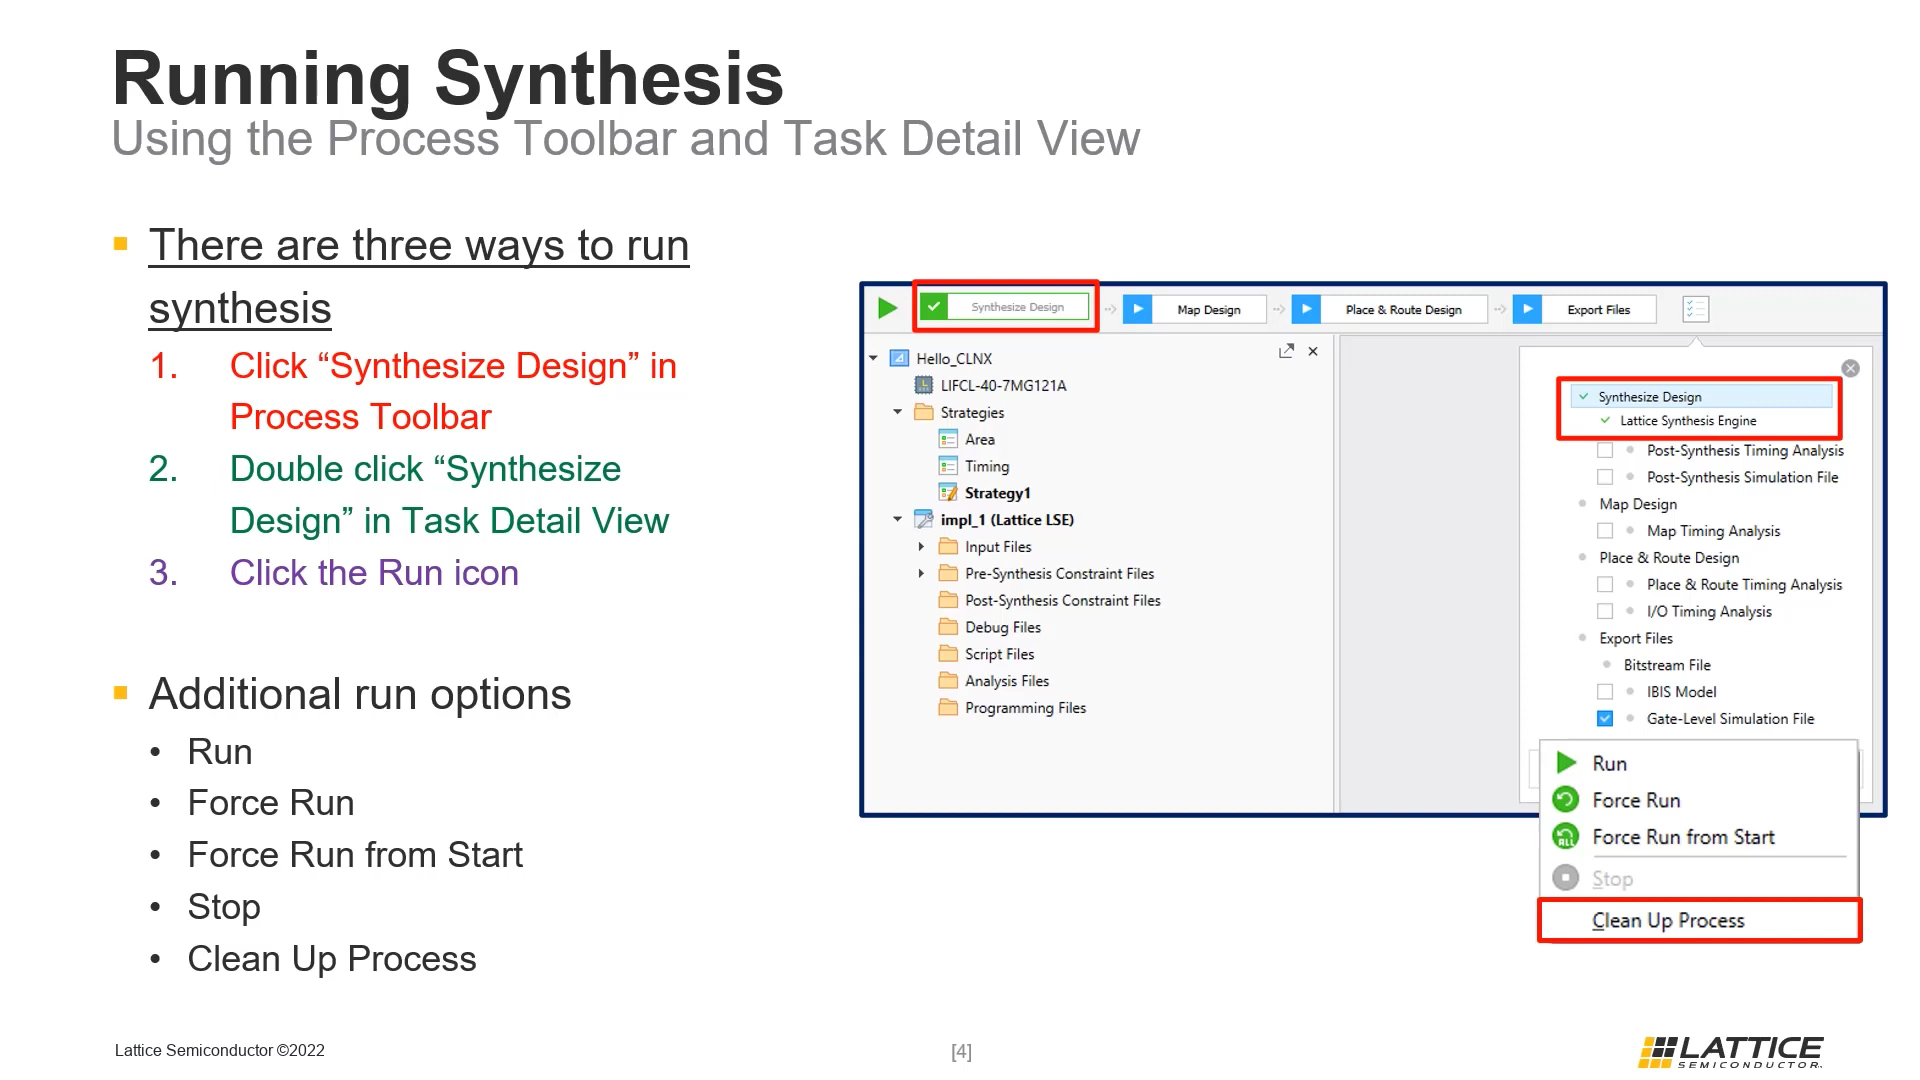 Running Synthesis
Using the Process Toolbar and Task Detail View
There are three ways to run
synthesis
1. Click “Synthesize Design” in
Process Toolbar
2. Double click “Synthesize
Design” in Task Detail View
3. Click the Run icon
Additional run options
• Run
• Force Run
• Force Run from Start
• Stop
• Clean Up Process
Synthesize Design
Map Design
Place & Route Design
Export Files
Hello_CLNX
LIFCL-40-7MG121A
Strategies
Area
Timing
Strategy1
impl_1 (Lattice LSE)
Input Files
Pre-Synthesis Constraint Files
Post-Synthesis Constraint Files
Debug Files
Script Files
Analysis Files
Programming Files
Synthesize Design
Lattice Synthesis Engine
Post-Synthesis Timing Analysis
Post-Synthesis Simulation File
Map Design
Map Timing Analysis
Place & Route Design
Place & Route Timing Analysis
I/O Timing Analysis
Export Files
Bitstream File
IBIS Model
Gate-Level Simulation File
Run
Force Run
ALL
Force Run from Start
Stop
Clean Up Process
Lattice Semiconductor ©2022
[4]
LATTICE
SEMICONDUCTOR